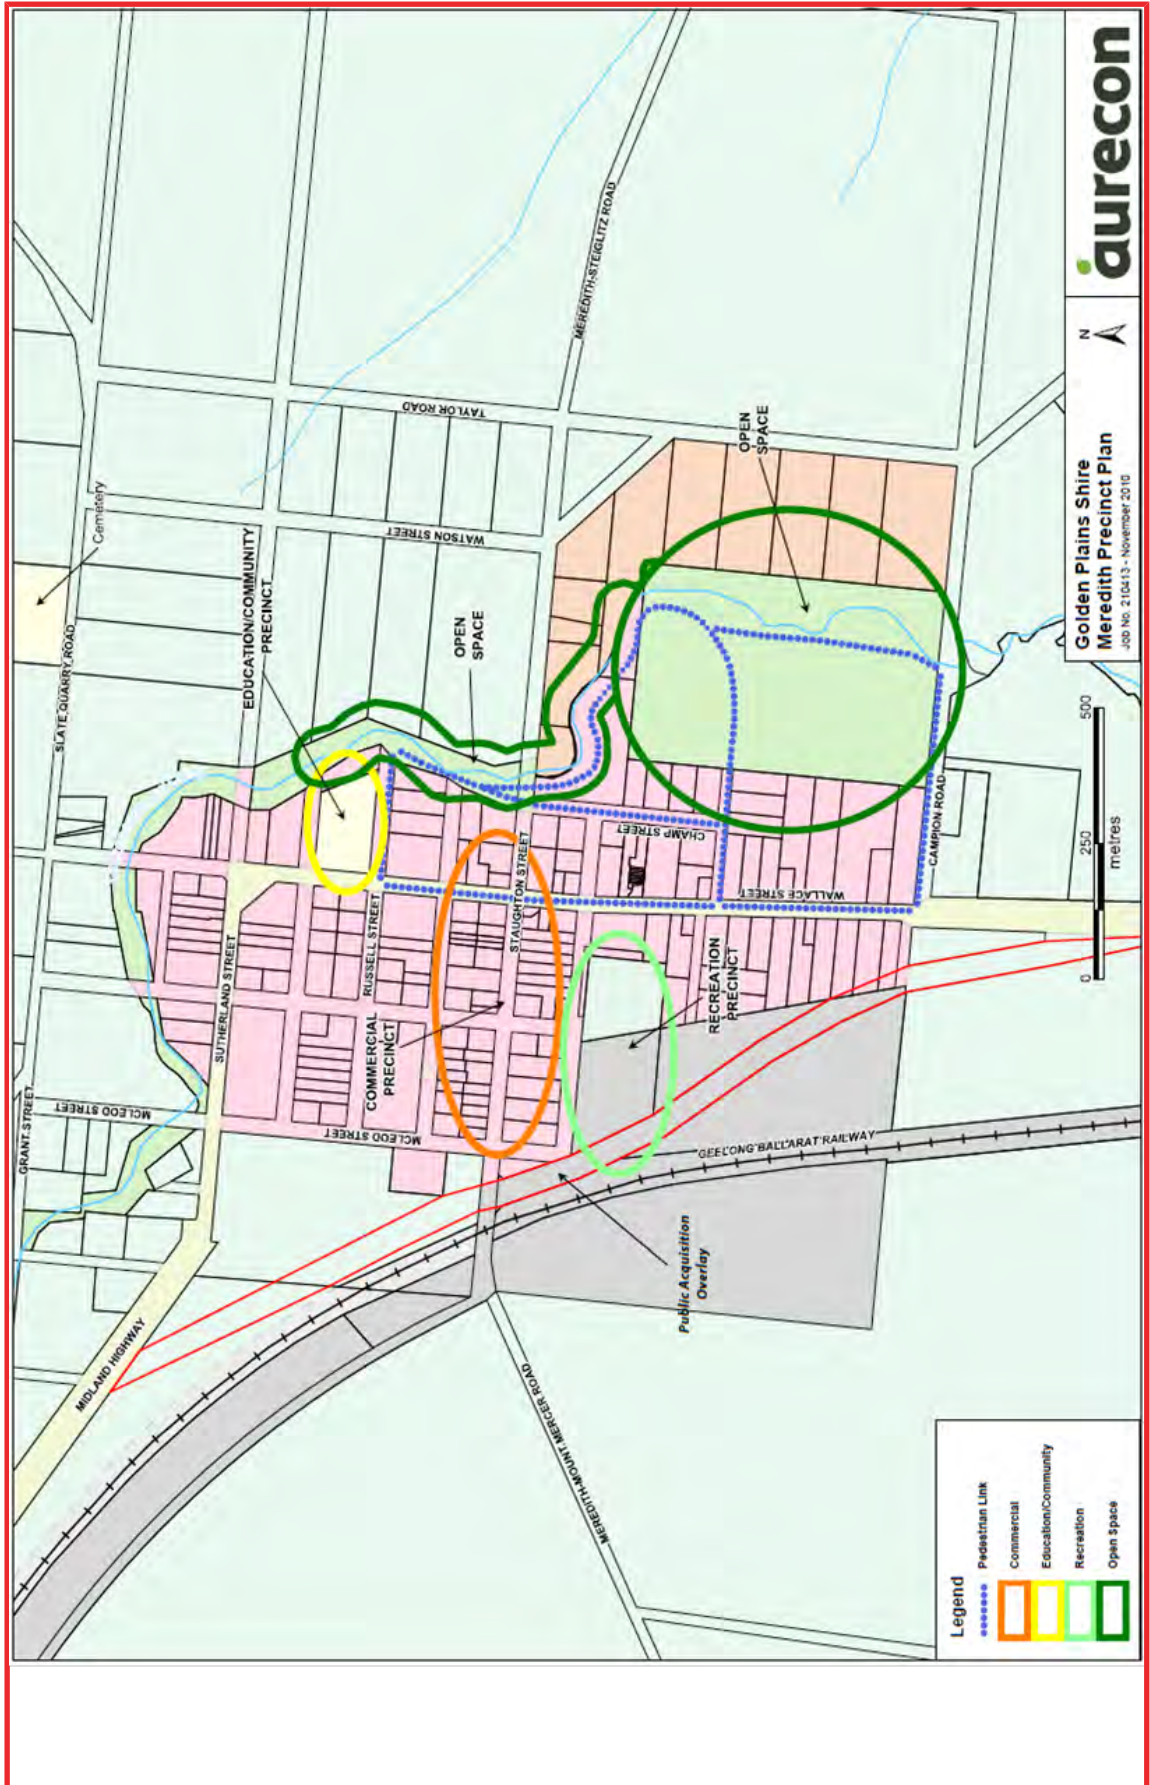 SLATE QUARRY ROAD
Cemetery
GRANT STREET
MCLEOD STREET
SUTHERLAND STREET
MIDLAND HIGHWAY
EDUCATION/COMMUNITY
PRECINCT
WATSON STREET
TAYLOR ROAD
OPEN
SPACE
RUSSELL STREET
COMMERCIAL
PRECINCT
MCLEOD STREET
STAUGHTON STREET
MEREDITH-STEIGLITZ ROAD
CHAMP STREET
WALLACE STREET
OPEN
SPACE
RECREATION
PRECINCT
GEELONG BALLARAT RAILWAY
Public Acquisition
Overlay
MEREDITH-MOUNT MERCER ROAD
CAMPION ROAD
Legend
Pedestrian Link
Commercial
Education/Community
Recreation
Open Space
0 250 500
metres
Golden Plains Shire
Meredith Precinct Plan
Job No. 210413 - November 2010
N
aurecon